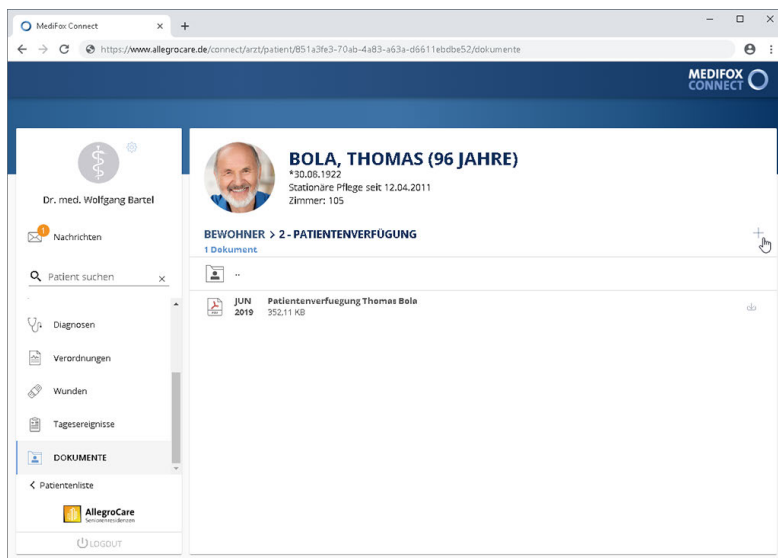 MediFox Connect
https://www.allegrocare.de/connect/arzt/patient/851a3fe3-70ab-4a83-a63a-d6611ebdbe52/dokumente
MEDIFOX
CONNECT
Dr. med. Wolfgang Bartel
1
Nachrichten
Patient suchen
Diagnosen
Verordnungen
Wunden
Tagesereignisse
DOKUMENTE
Patientenliste
AllegroCare
Seniorenresidenzen
LOGOUT
BOLA, THOMAS (96 JAHRE)
*30.08.1922
Stationäre Pflege seit 12.04.2011
Zimmer: 105
BEWOHNER > 2 - PATIENTENVERFÜGUNG
1 Dokument
..
JUN Patientenverfuegung Thomas Bola
2019 352,11 KB